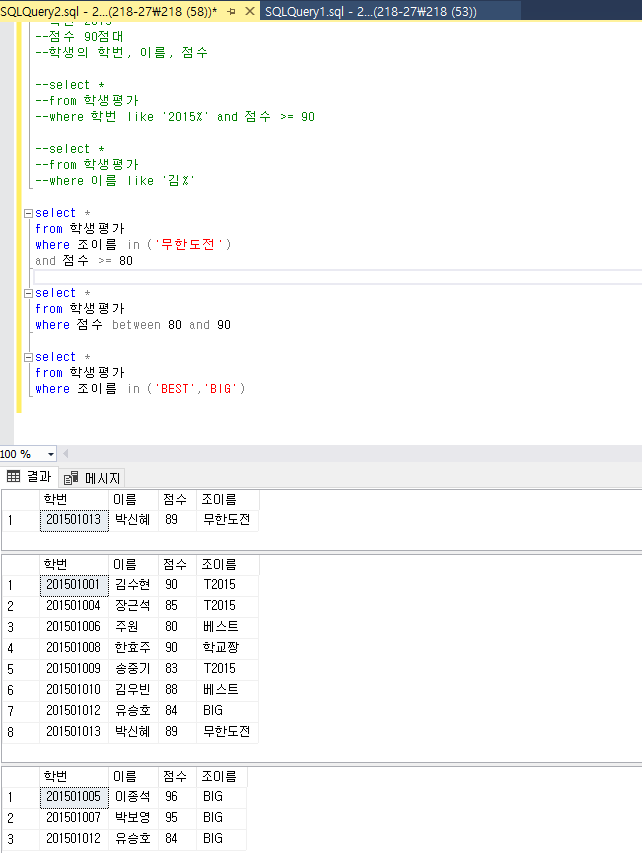 SQLQuery2.sql - 2...(218-27₩218 (58))* SQLQuery1.sql - 2...(218-27₩218 (53))
--점수 90점대
--학생의 학번, 이름, 점수
--select *
--from 학생평가
--where 학번 like '2015%' and 점수 >= 90
--select *
--from 학생평가
--where 이름 like '김%'
select *
from 학생평가
where 조이름 in ('무한도전')
and 점수 >= 80
select *
from 학생평가
where 점수 between 80 and 90
select *
from 학생평가
where 조이름 in ('BEST','BIG')
100 %
결과 메시지
학번 이름 점수 조이름
1 201501013 박신혜 89 무한도전
학번 이름 점수 조이름
1 201501001 김수현 90 T2015
2 201501004 장근석 85 T2015
3 201501006 주원 80 베스트
4 201501008 한효주 90 학교짱
5 201501009 송중기 83 T2015
6 201501010 김우빈 88 베스트
7 201501012 유승호 84 BIG
8 201501013 박신혜 89 무한도전
학번 이름 점수 조이름
1 201501005 이종석 96 BIG
2 201501007 박보영 95 BIG
3 201501012 유승호 84 BIG